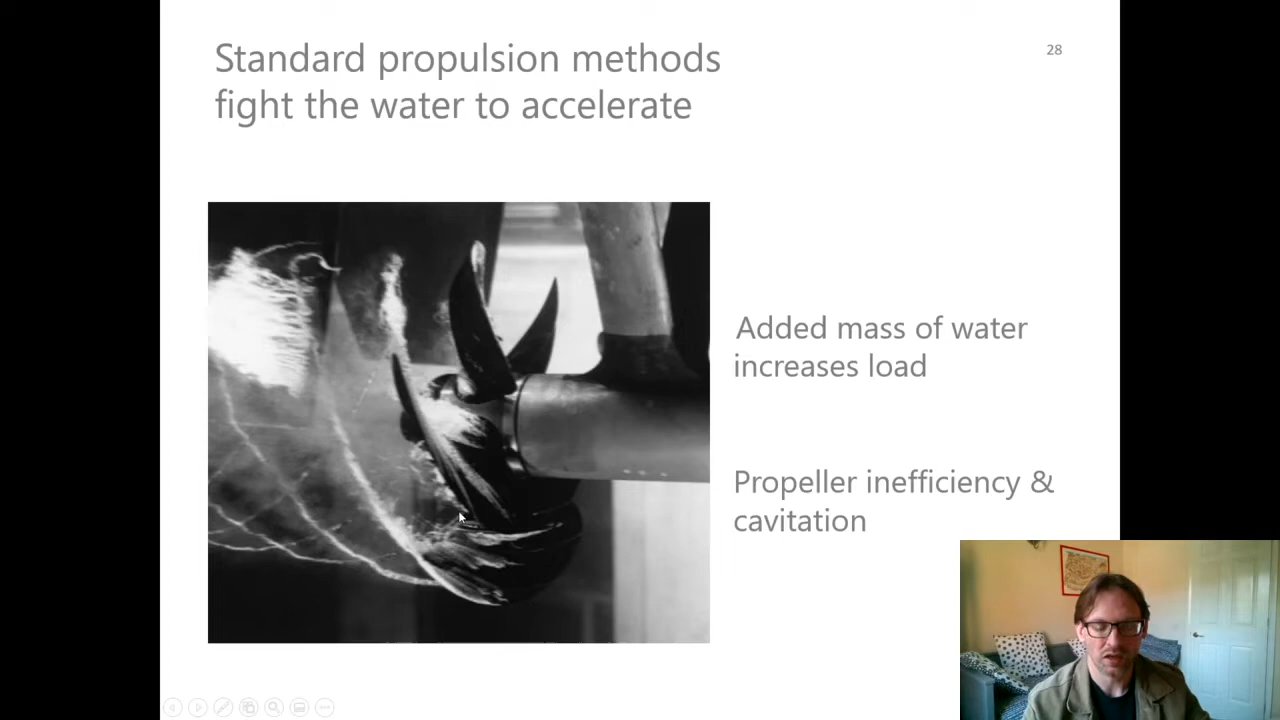 Standard propulsion methods
fight the water to accelerate
28
Added mass of water
increases load
Propeller inefficiency &
cavitation